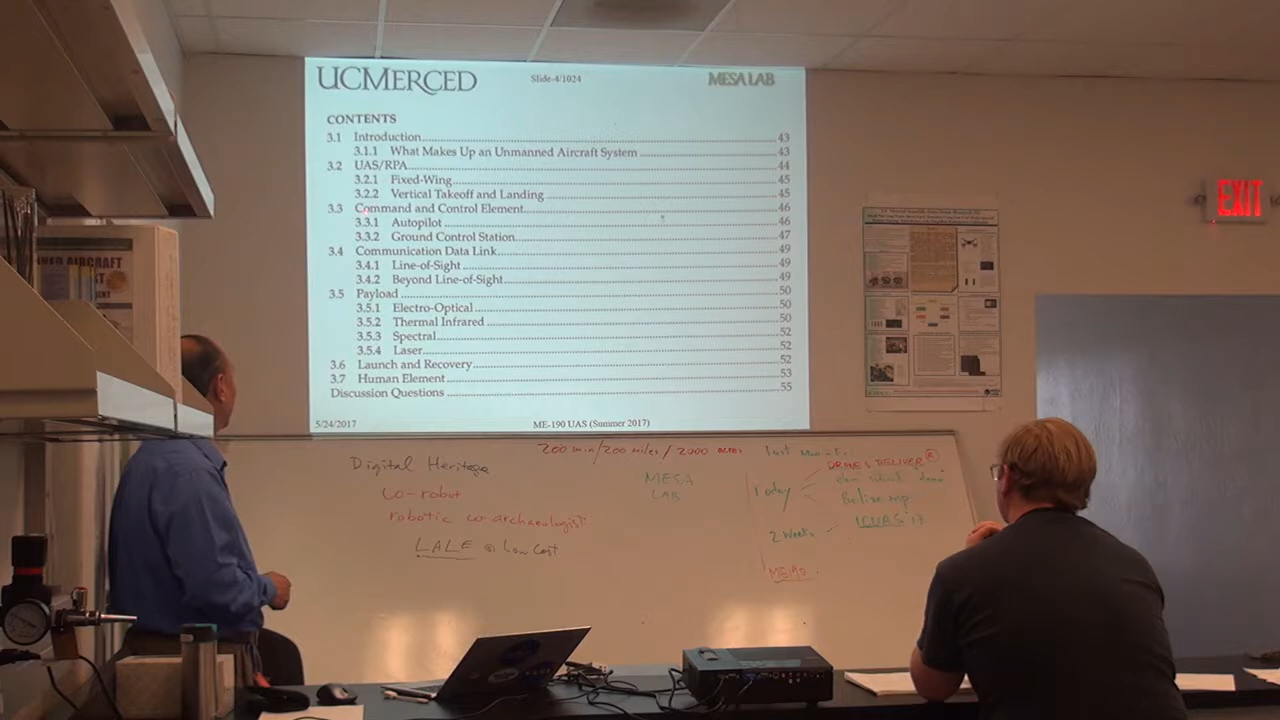 UCMERCED
Slide-4/1024
MESA LAB
CONTENTS
3.1 Introduction 43
3.1.1 What Makes Up an Unmanned Aircraft System 43
3.2 UAS/RPA 44
3.2.1 Fixed-Wing 45
3.2.2 Vertical Takeoff and Landing 45
3.3 Command and Control Element 46
3.3.1 Autopilot 46
3.3.2 Ground Control Station 47
3.4 Communication Data Link 49
3.4.1 Line-of-Sight 49
3.4.2 Beyond Line-of-Sight 49
3.5 Payload 50
3.5.1 Electro-Optical 50
3.5.2 Thermal Infrared 50
3.5.3 Spectral 52
3.5.4 Laser 52
3.6 Launch and Recovery 52
3.7 Human Element 53
Discussion Questions 55
5/24/2017
ME-190 UAS (Summer 2017)
EXIT
AIRCRAFT
200 min/200 miles/2000 acres
Digital Heritage
co-robot
robotic co-archaeologist
LALE @ Low Cost
MESA
LAB
last
Today
DRONES DELIVER®
elem school demo
Belize mp
2 Weeks
ICUAS'17